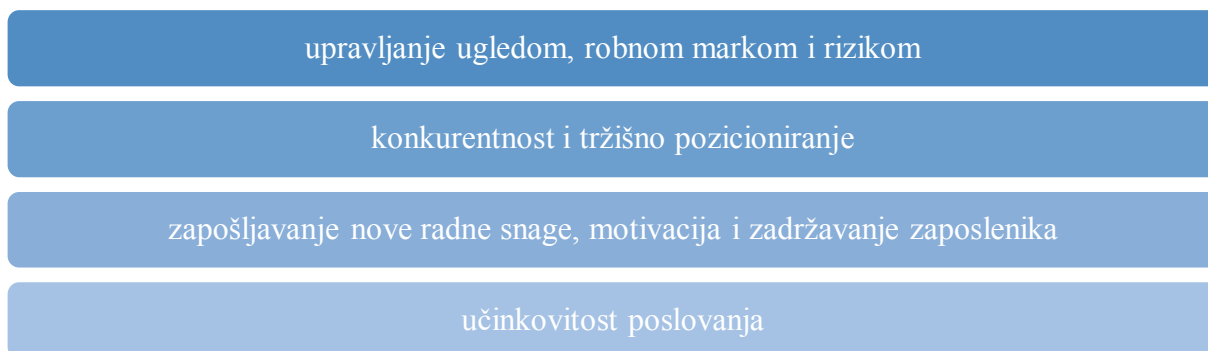 upravljanje ugledom, robnom markom i rizikom
konkurentnost i tržišno pozicioniranje
zapošljavanje nove radne snage, motivacija i zadržavanje zaposlenika
učinkovitost poslovanja